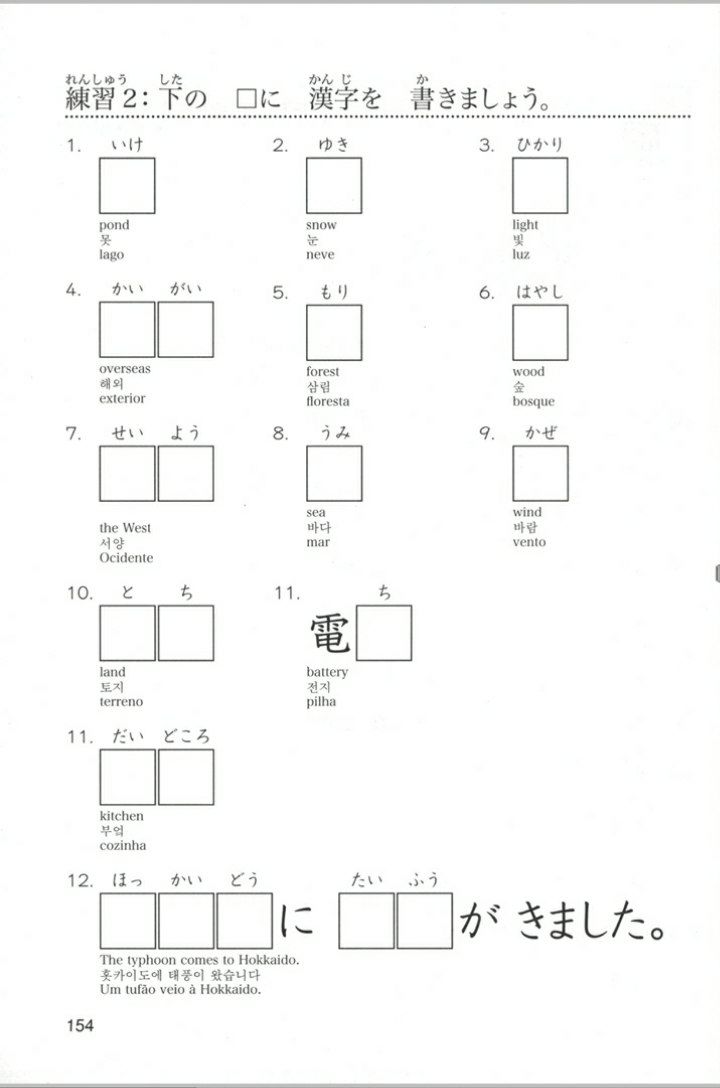 れんしゅう した かんじ か
練習2：下の □に 漢字を 書きましょう。
1. いけ
pond
못
lago
2. ゆき
snow
눈
neve
3. ひかり
light
빛
luz
4. かい がい
overseas
해외
exterior
5. もり
forest
삼림
floresta
6. はやし
wood
숲
bosque
7. せい よう
the West
서양
Ocidente
8. うみ
sea
바다
mar
9. かぜ
wind
바람
vento
10. と ち
land
토지
terreno
11. ち
電
battery
전지
pilha
11. だい どころ
kitchen
부엌
cozinha
12. ほっ かい どう たい ふう
に が きました。
The typhoon comes to Hokkaido.
홋카이도에 태풍이 왔습니다
Um tufão veio à Hokkaido.
154